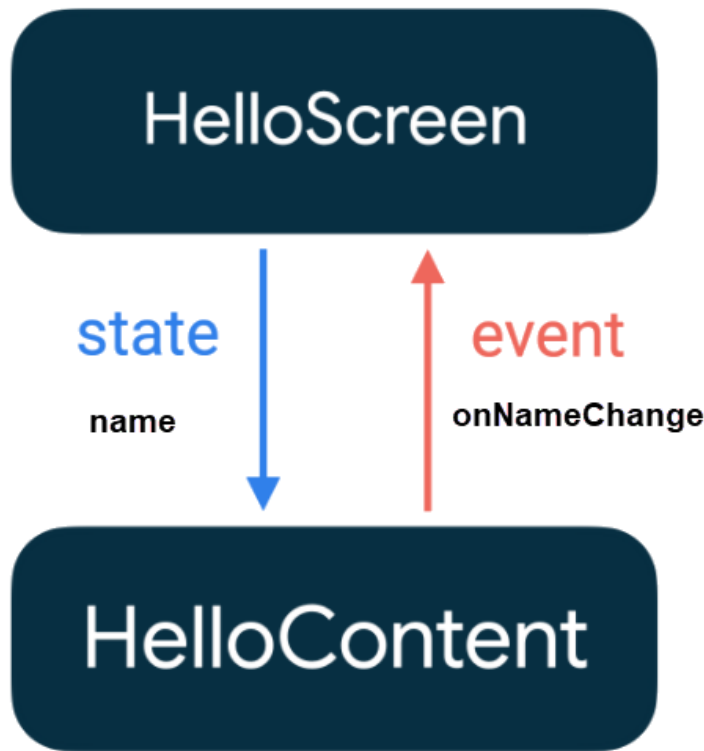 HelloScreen
state
event
name
onNameChange
HelloContent